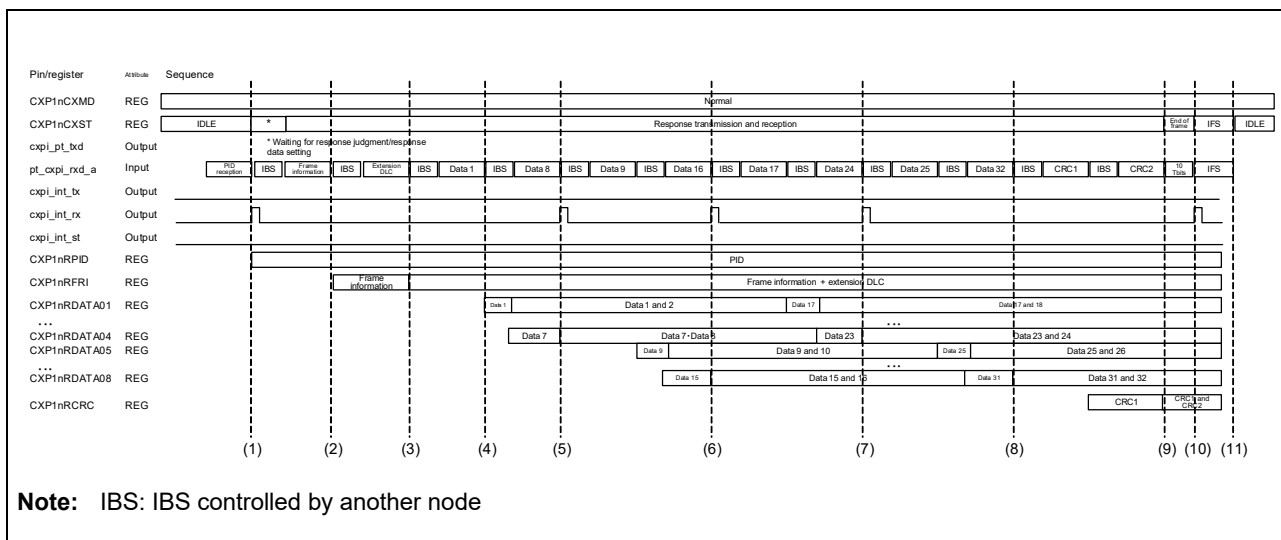 Pin/register Attribute Sequence
CXP1nCXMD REG Normal
CXP1nCXST REG IDLE * Response transmission and reception End of frame IFS IDLE
cxpi_pt_txd Output * Waiting for response judgment/response
data setting
pt_cxpi_rxd_a Input PID reception IBS Frame information IBS Extension DLC IBS Data 1 IBS Data 8 IBS Data 9 IBS Data 16 IBS Data 17 IBS Data 24 IBS Data 25 IBS Data 32 IBS CRC1 IBS CRC2 10 Tbits IFS
cxpi_int_tx Output
cxpi_int_rx Output
cxpi_int_st Output
CXP1nRPID REG PID
CXP1nRFRI REG Frame information Frame information + extension DLC
CXP1nRDATA01 REG Data 1 Data 1 and 2 Data 17 Data 17 and 18
... ...
CXP1nRDATA04 REG Data 7 Data 7・Data 8 Data 23 Data 23 and 24
CXP1nRDATA05 REG Data 9 Data 9 and 10 Data 25 Data 25 and 26
... ...
CXP1nRDATA08 REG Data 15 Data 15 and 16 Data 31 Data 31 and 32
CXP1nRCRC REG CRC1 CRC1 and CRC2
(1) (2) (3) (4) (5) (6) (7) (8) (9) (10) (11)
Note: IBS: IBS controlled by another node